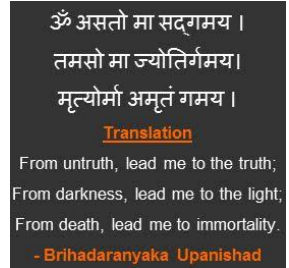 ॐ असतो मा सद्गमय ।
तमसो मा ज्योतिर्गमय।
मृत्योर्मा अमृतं गमय ।
Translation
From untruth, lead me to the truth;
From darkness, lead me to the light;
From death, lead me to immortality.
- Brihadaranyaka Upanishad